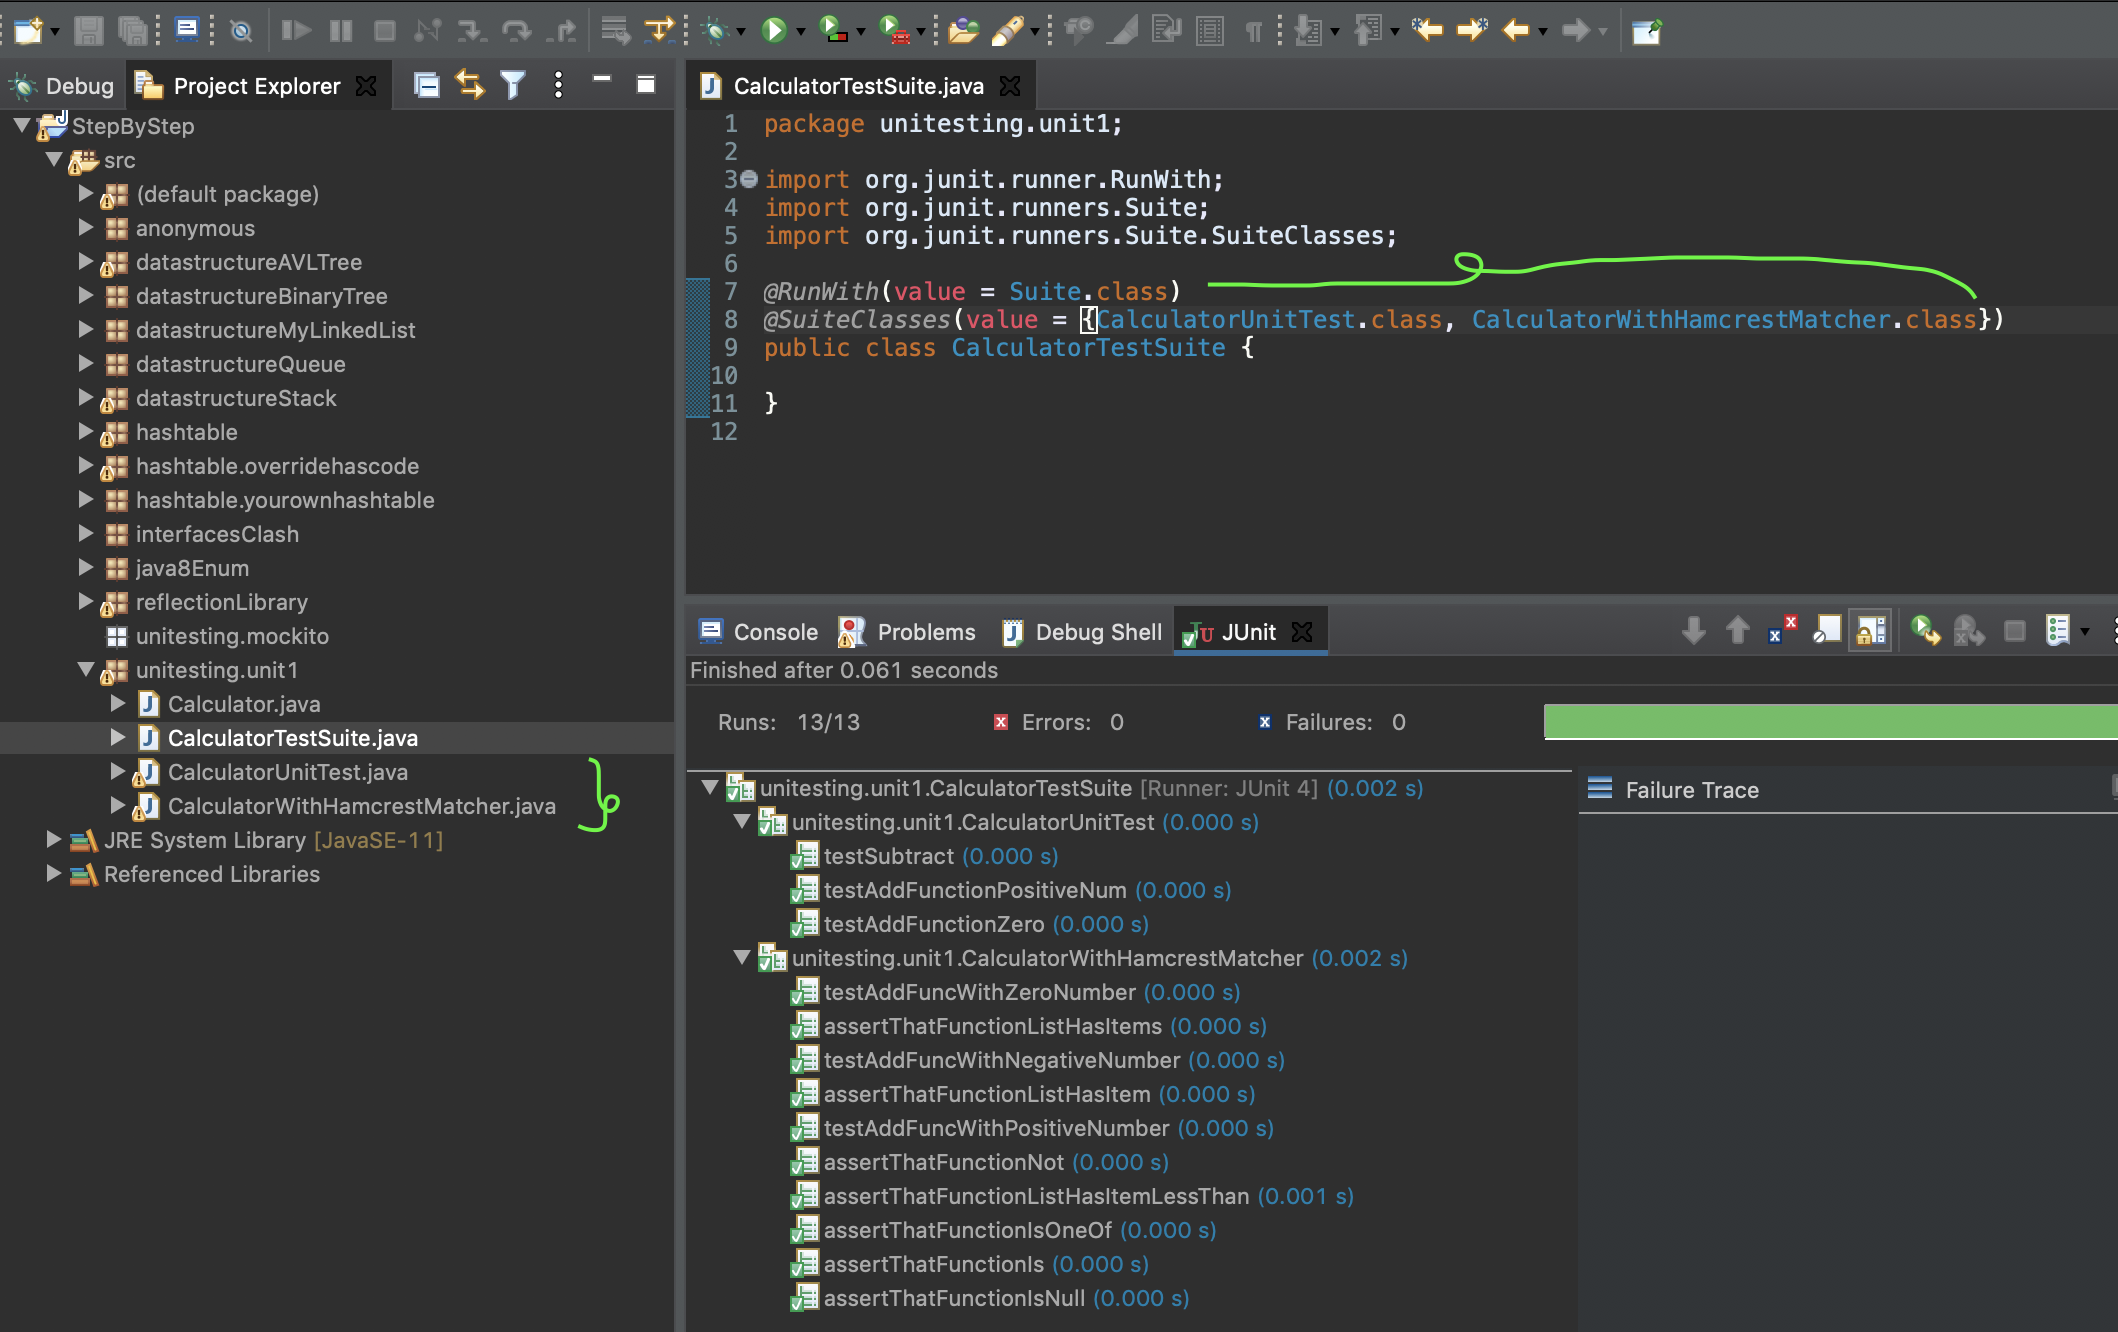 Debug
Project Explorer
StepByStep
src
(default package)
anonymous
datastructureAVLTree
datastructureBinaryTree
datastructureMyLinkedList
datastructureQueue
datastructureStack
hashtable
hashtable.overridehascode
hashtable.yourownhashtable
interfacesClash
java8Enum
reflectionLibrary
unitesting.mockito
unitesting.unit1
Calculator.java
CalculatorTestSuite.java
CalculatorUnitTest.java
CalculatorWithHamcrestMatcher.java
JRE System Library [JavaSE-11]
Referenced Libraries
CalculatorTestSuite.java
1 package unitesting.unit1;
2
3 import org.junit.runner.RunWith;
4 import org.junit.runners.Suite;
5 import org.junit.runners.Suite.SuiteClasses;
6
7 @RunWith(value = Suite.class)
8 @SuiteClasses(value = {CalculatorUnitTest.class, CalculatorWithHamcrestMatcher.class})
9 public class CalculatorTestSuite {
10
11 }
12
Console Problems Debug Shell JUnit
Finished after 0.061 seconds
Runs: 13/13 Errors: 0 Failures: 0
unitesting.unit1.CalculatorTestSuite [Runner: JUnit 4] (0.002 s)
unitesting.unit1.CalculatorUnitTest (0.000 s)
testSubtract (0.000 s)
testAddFunctionPositiveNum (0.000 s)
testAddFunctionZero (0.000 s)
unitesting.unit1.CalculatorWithHamcrestMatcher (0.002 s)
testAddFuncWithZeroNumber (0.000 s)
assertThatFunctionListHasItems (0.000 s)
testAddFuncWithNegativeNumber (0.000 s)
assertThatFunctionListHasItem (0.000 s)
testAddFuncWithPositiveNumber (0.000 s)
assertThatFunctionNot (0.000 s)
assertThatFunctionListHasItemLessThan (0.001 s)
assertThatFunctionIsOneOf (0.000 s)
assertThatFunctionIs (0.000 s)
assertThatFunctionIsNull (0.000 s)
Failure Trace